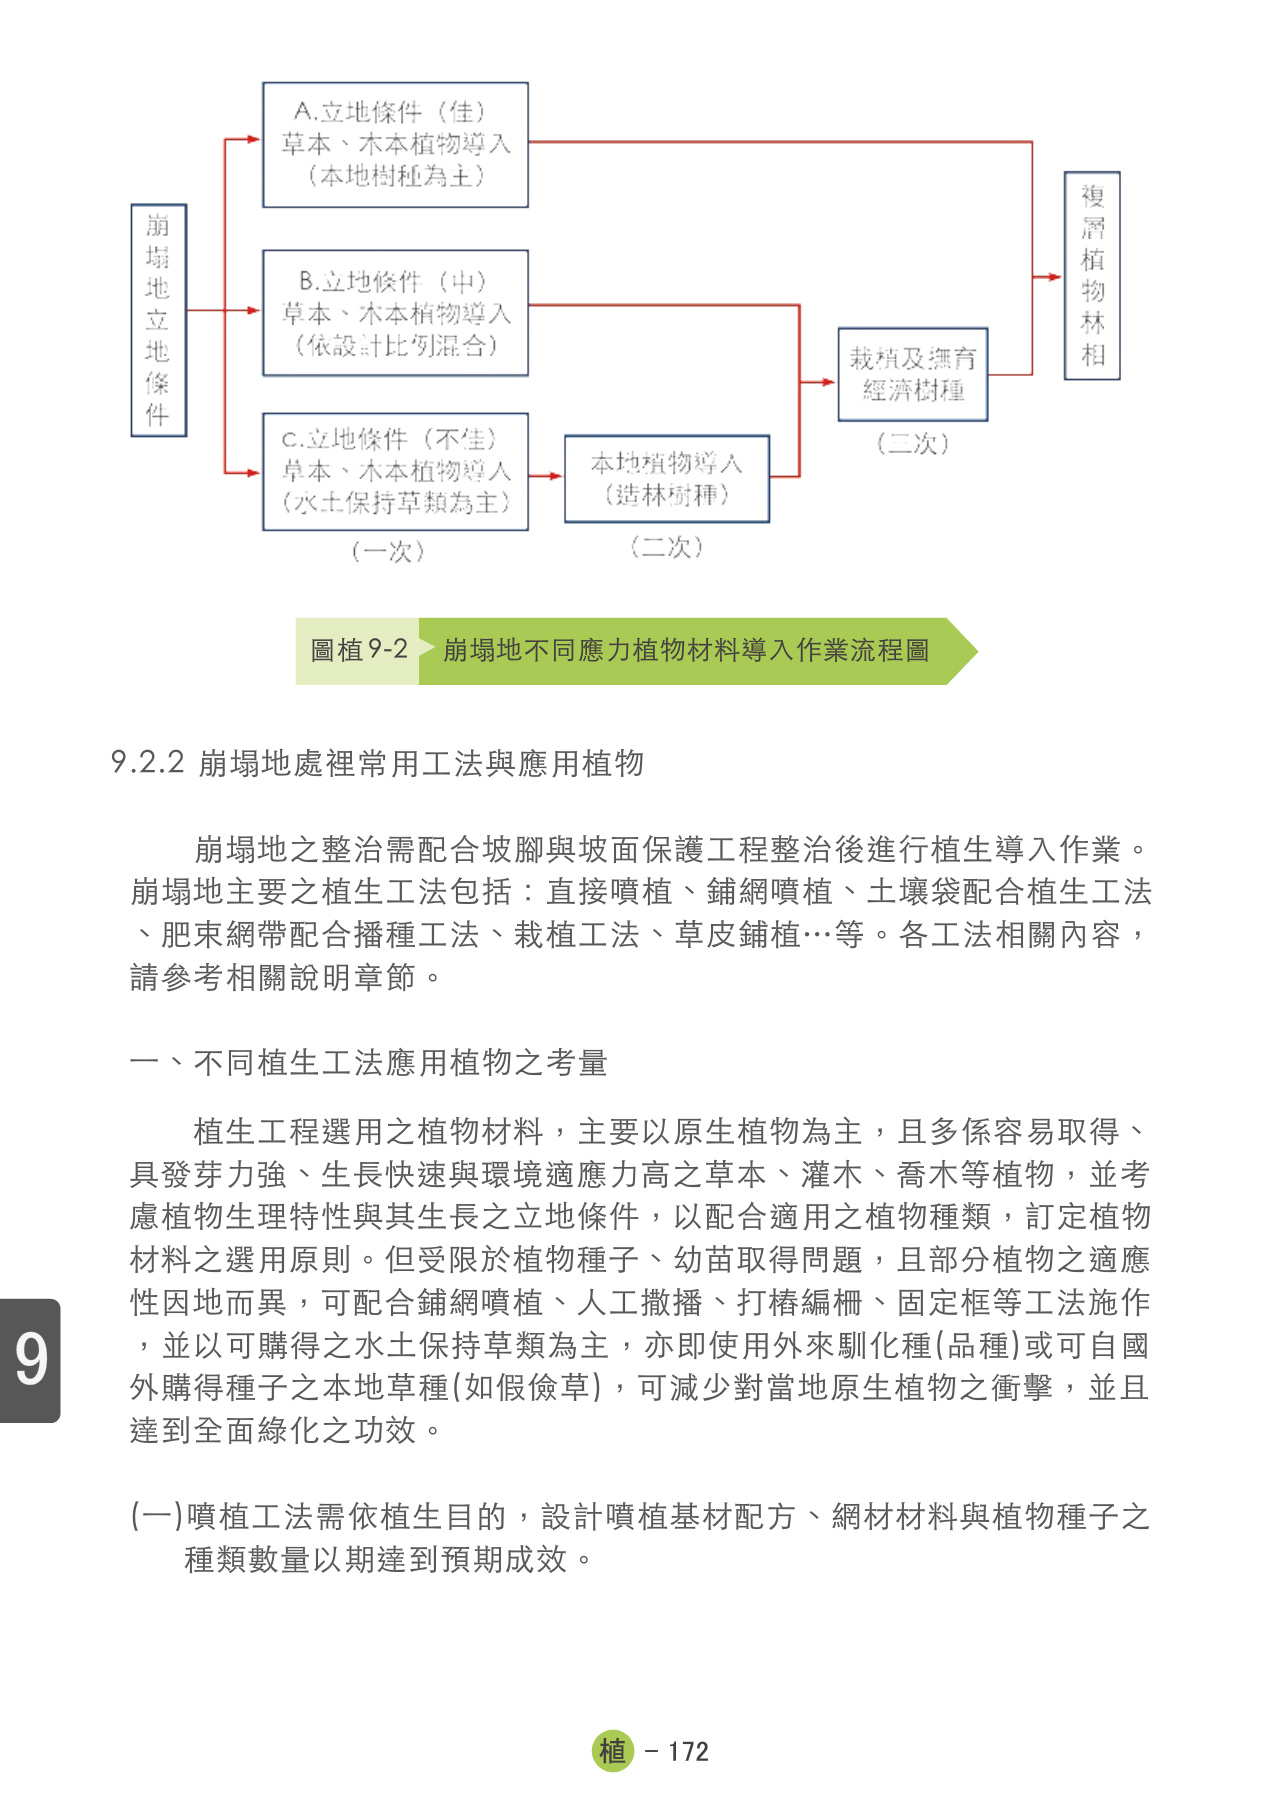 崩塌地立地條件
A.立地條件（佳）
草本、木本植物導入
（本地樹種為主）
B.立地條件（中）
草本、木本植物導入
（依設計比例混合）
C.立地條件（不佳）
草本、木本植物導入
（水土保持草類為主）
（一次）
本地植物導入
（造林樹種）
（二次）
栽植及撫育
經濟樹種
（三次）
複層植物林相
圖植9-2 崩塌地不同應力植物材料導入作業流程圖
9.2.2 崩塌地處裡常用工法與應用植物
崩塌地之整治需配合坡腳與坡面保護工程整治後進行植生導入作業。
崩塌地主要之植生工法包括：直接噴植、鋪網噴植、土壤袋配合植生工法
、肥束網帶配合播種工法、栽植工法、草皮鋪植…等。各工法相關內容，
請參考相關說明章節。
一、不同植生工法應用植物之考量
植生工程選用之植物材料，主要以原生植物為主，且多係容易取得、
具發芽力強、生長快速與環境適應力高之草本、灌木、喬木等植物，並考
慮植物生理特性與其生長之立地條件，以配合適用之植物種類，訂定植物
材料之選用原則。但受限於植物種子、幼苗取得問題，且部分植物之適應
性因地而異，可配合鋪網噴植、人工撒播、打樁編柵、固定框等工法施作
，並以可購得之水土保持草類為主，亦即使用外來馴化種(品種)或可自國
外購得種子之本地草種(如假儉草)，可減少對當地原生植物之衝擊，並且
達到全面綠化之功效。
(一)噴植工法需依植生目的，設計噴植基材配方、網材材料與植物種子之
種類數量以期達到預期成效。
9
植 - 172